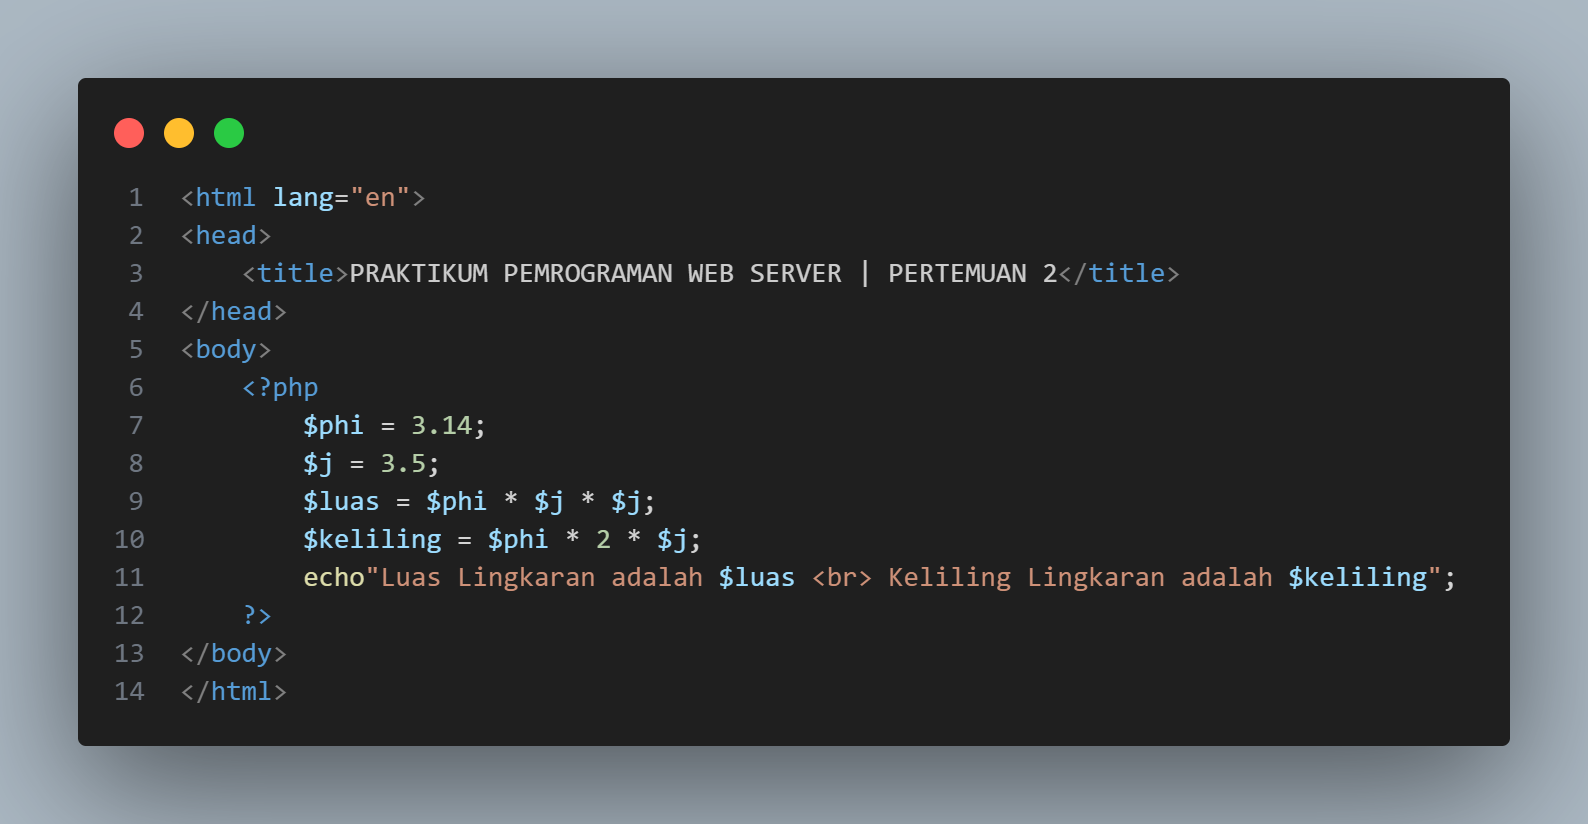 1 <html lang="en">
2 <head>
3     <title>PRAKTIKUM PEMROGRAMAN WEB SERVER | PERTEMUAN 2</title>
4 </head>
5 <body>
6     <?php
7         $phi = 3.14;
8         $j = 3.5;
9         $luas = $phi * $j * $j;
10         $keliling = $phi * 2 * $j;
11         echo"Luas Lingkaran adalah $luas <br> Keliling Lingkaran adalah $keliling";
12     ?>
13 </body>
14 </html>